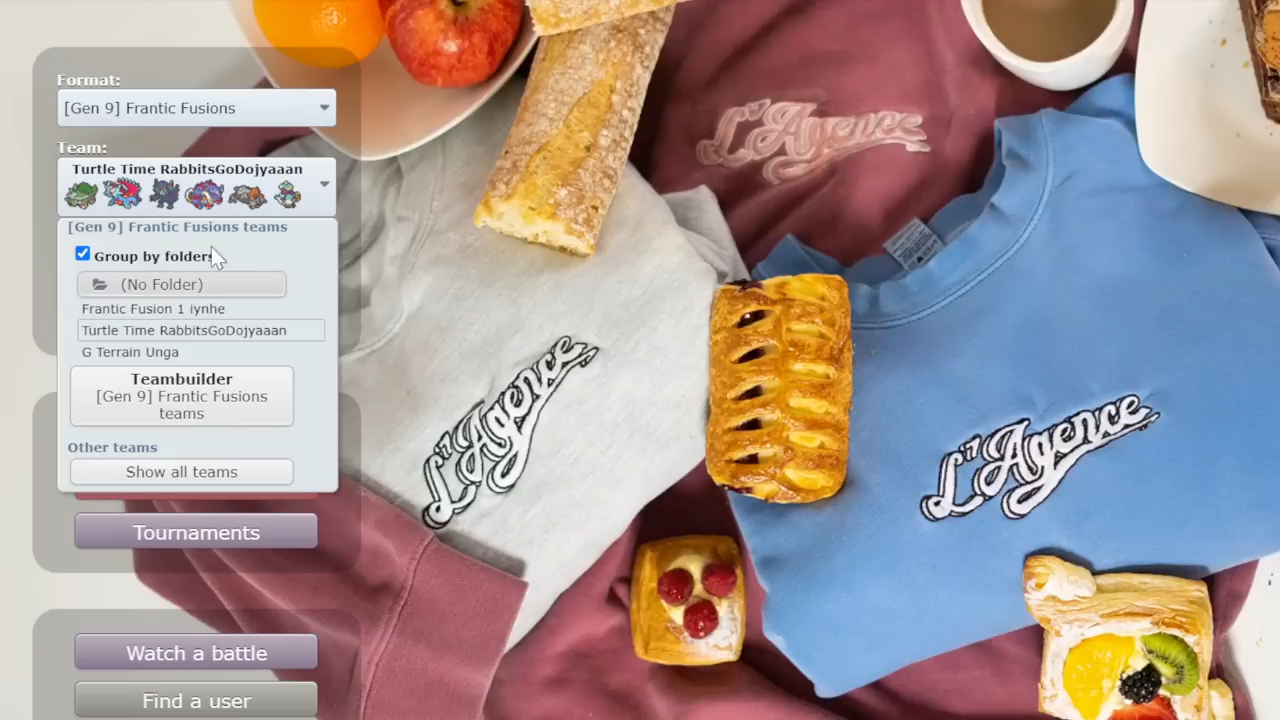 Format:
[Gen 9] Frantic Fusions
Team:
Turtle Time RabbitsGoDojyaaan
[Gen 9] Frantic Fusions teams
Group by folders
(No Folder)
Frantic Fusion 1 iynhe
Turtle Time RabbitsGoDojyaaan
G Terrain Unga
Teambuilder
[Gen 9] Frantic Fusions
teams
Other teams
Show all teams
Tournaments
Watch a battle
Find a user
L'Agence
L'Agence
L'Agence